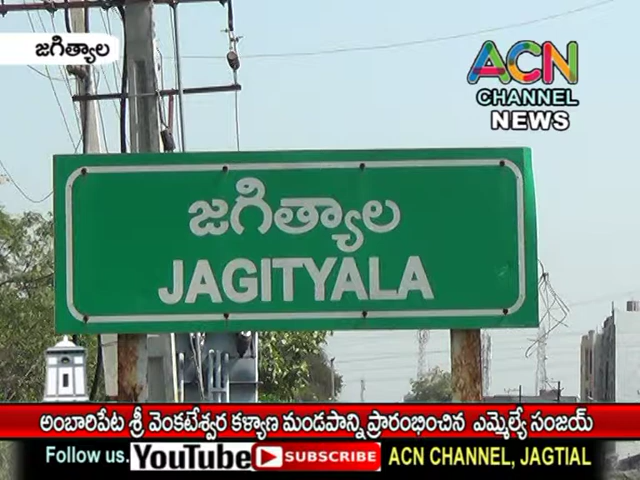 జగిత్యాల
ACN
CHANNEL
NEWS
జగిత్యాల
JAGITYALA
అంబారిపేట శ్రీ వెంకటేశ్వర కళ్యాణ మండపాన్ని ప్రారంభించిన ఎమ్మెల్యే సంజయ్
Follow us. YouTube SUBSCRIBE ACN CHANNEL, JAGTIAL